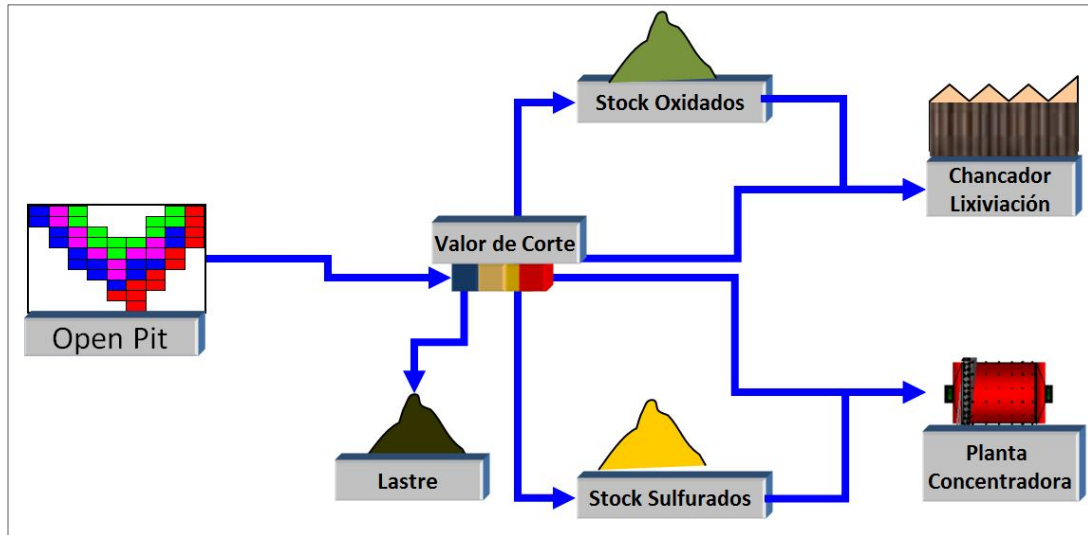 Stock Oxidados
Chancador
Lixiviación
Valor de Corte
Open Pit
Lastre
Stock Sulfurados
Planta
Concentradora